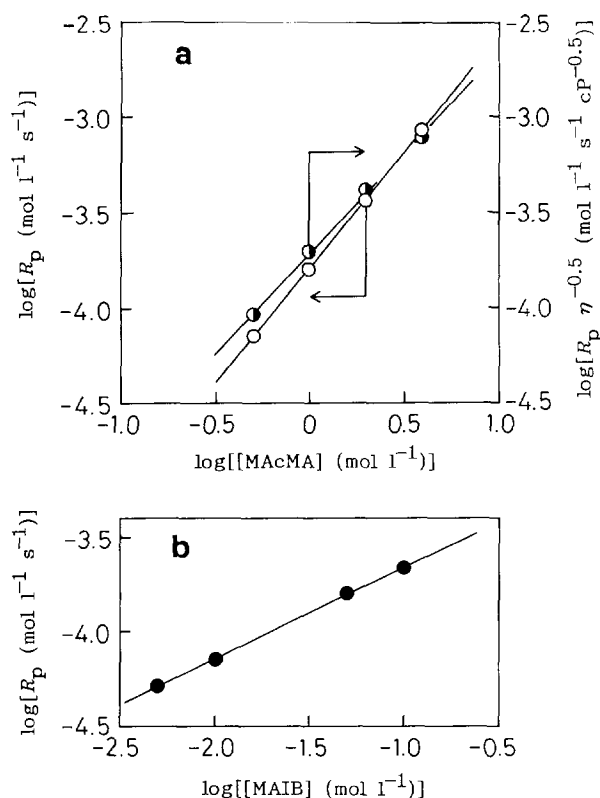 a
log[Rp (mol l−1 s−1)]
-2.5
-3.0
-3.5
-4.0
-4.5
-2.5
-3.0
-3.5
-4.0
-4.5
log[Rp η−0.5 (mol l−1 s−1 cP−0.5)]
-1.0 -0.5 0 0.5 1.0
log[[MAcMA] (mol l−1)]
b
log[Rp (mol l−1 s−1)]
-3.5
-4.0
-4.5
-2.5 -2.0 -1.5 -1.0 -0.5
log[[MAIB] (mol l−1)]